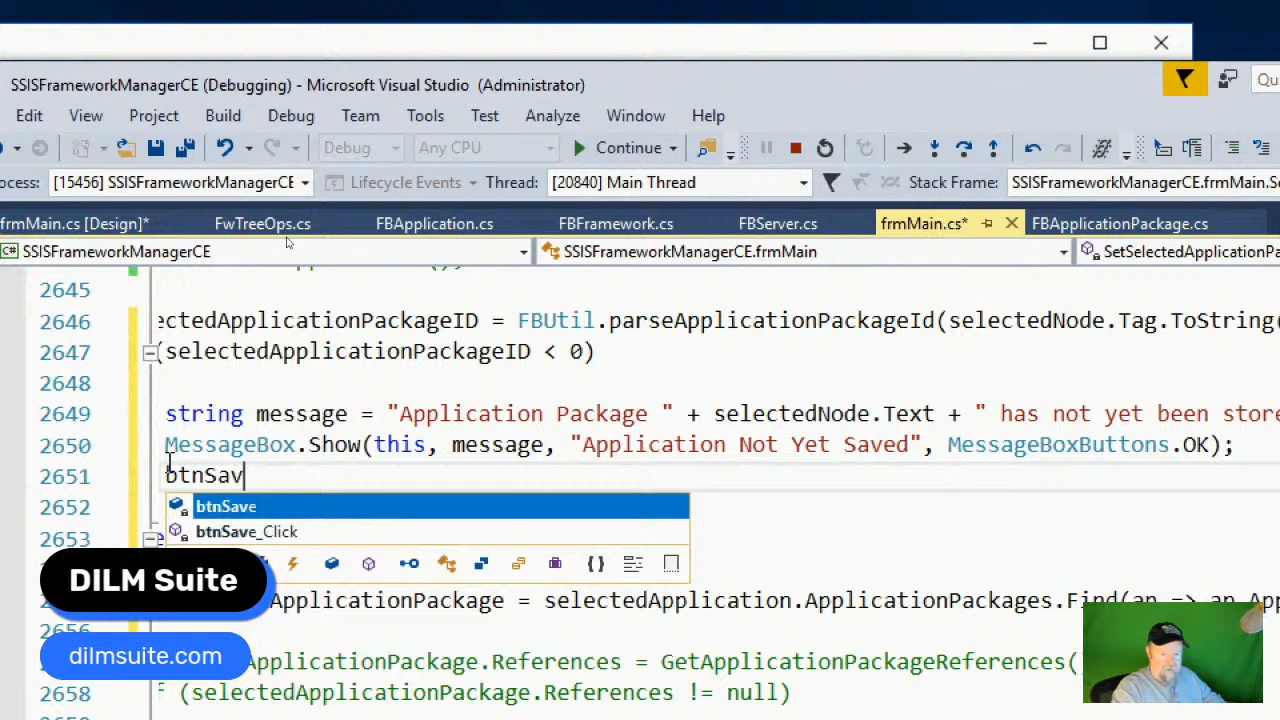 SSISFrameworkManagerCE (Debugging) - Microsoft Visual Studio (Administrator)
Edit View Project Build Debug Team Tools Test Analyze Window Help
Debug Any CPU Continue
ocess: [15456] SSISFrameworkManagerCE Lifecycle Events Thread: [20840] Main Thread Stack Frame: SSISFrameworkManagerCE.frmMain.S
frmMain.cs [Design]* FwTreeOps.cs FBApplication.cs FBFramework.cs FBServer.cs frmMain.cs* FBApplicationPackage.cs
C# SSISFrameworkManagerCE SSISFrameworkManagerCE.frmMain SetSelectedApplicationPa
2645
2646 ectedApplicationPackageID = FBUtil.parseApplicationPackageId(selectedNode.Tag.ToString(
2647 (selectedApplicationPackageID < 0)
2648
2649 string message = "Application Package " + selectedNode.Text + " has not yet been store
2650 MessageBox.Show(this, message, "Application Not Yet Saved", MessageBoxButtons.OK);
2651 btnSav
2652 btnSave
btnSave_Click
2653 e
DILM Suite
ApplicationPackage = selectedApplication.ApplicationPackages.Find(ap => ap.App
2656
dilmsuite.com
ApplicationPackage.References = GetApplicationPackageReferences()
2658 f (selectedApplicationPackage.References != null)